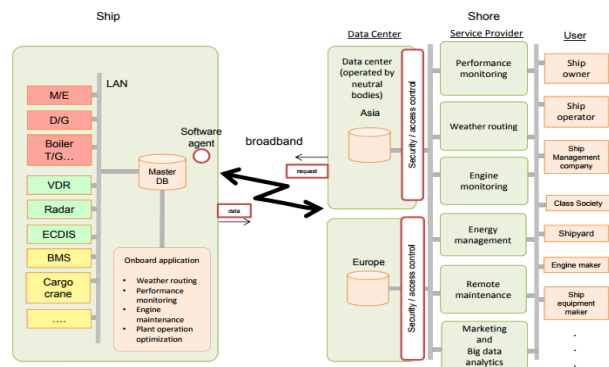 Ship
Shore
Data Center
Service Provider
User
LAN
M/E
D/G
Boiler
T/G…
VDR
Radar
ECDIS
BMS
Cargo
crane
….
Software
agent
Master
DB
Onboard application
• Weather routing
• Performance
monitoring
• Engine
maintenance
• Plant operation
optimization
broadband
request
data
Data center
(operated by
neutral
bodies)
Asia
Security / access control
Europe
Security / access control
Performance
monitoring
Weather routing
Engine
monitoring
Energy
management
Remote
maintenance
Marketing
and
Big data
analytics
Ship
owner
Ship
operator
Ship
Management
company
Class Society
Shipyard
Engine maker
Ship
equipment
maker
.
.
.